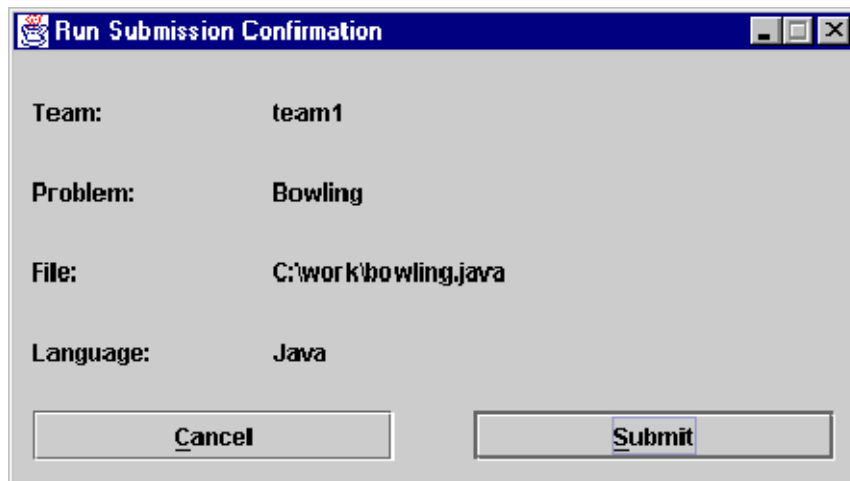 Run Submission Confirmation
Team: team1
Problem: Bowling
File: C:\work\bowling.java
Language: Java
Cancel Submit